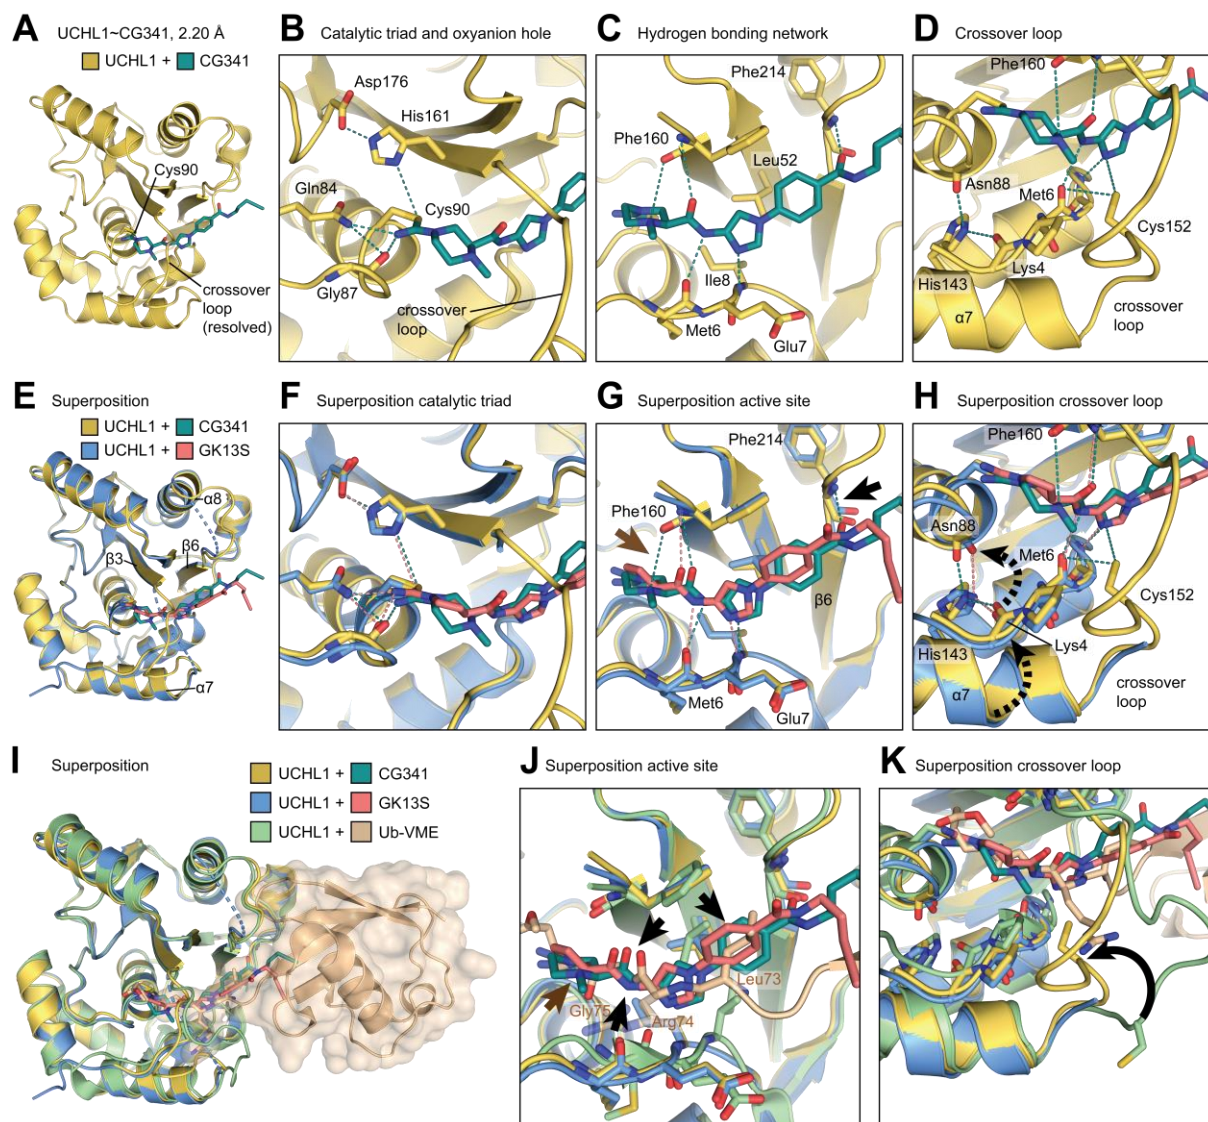 A UCHL1~CG341, 2.20 Å
UCHL1 + CG341
Cys90
crossover
loop
(resolved)
B Catalytic triad and oxyanion hole
Asp176
His161
Gln84
Cys90
Gly87
crossover
loop
C Hydrogen bonding network
Phe214
Phe160
Leu52
Ile8
Met6
Glu7
D Crossover loop
Phe160
Asn88
Met6
Cys152
Lys4
His143
α7
crossover
loop
E Superposition
UCHL1 + CG341
UCHL1 + GK13S
α8
β3
β6
α7
F Superposition catalytic triad
G Superposition active site
Phe214
Phe160
β6
Met6
Glu7
H Superposition crossover loop
Phe160
Asn88
Met6
Cys152
His143
Lys4
α7
crossover
loop
I Superposition
UCHL1 + CG341
UCHL1 + GK13S
UCHL1 + Ub-VME
J Superposition active site
Leu73
Gly75
Arg74
K Superposition crossover loop